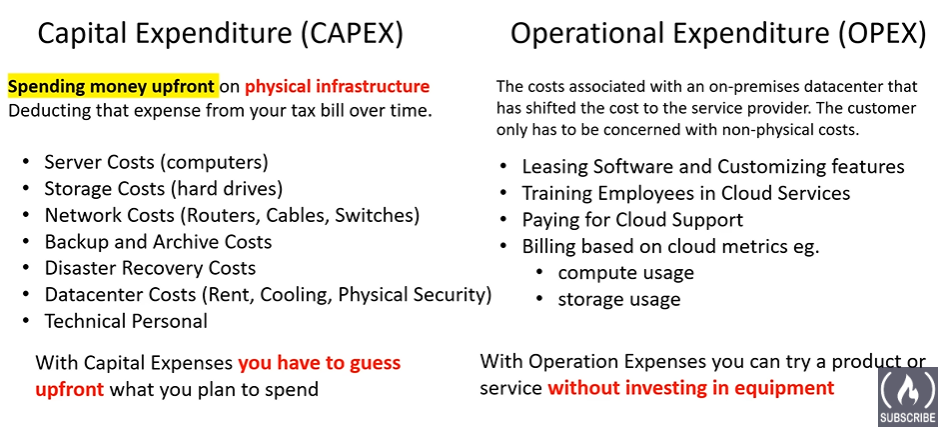 Capital Expenditure (CAPEX)
Spending money upfront on physical infrastructure
Deducting that expense from your tax bill over time.
• Server Costs (computers)
• Storage Costs (hard drives)
• Network Costs (Routers, Cables, Switches)
• Backup and Archive Costs
• Disaster Recovery Costs
• Datacenter Costs (Rent, Cooling, Physical Security)
• Technical Personal
With Capital Expenses you have to guess
upfront what you plan to spend
Operational Expenditure (OPEX)
The costs associated with an on-premises datacenter that
has shifted the cost to the service provider. The customer
only has to be concerned with non-physical costs.
• Leasing Software and Customizing features
• Training Employees in Cloud Services
• Paying for Cloud Support
• Billing based on cloud metrics eg.
• compute usage
• storage usage
With Operation Expenses you can try a product or
service without investing in equipment
SUBSCRIBE